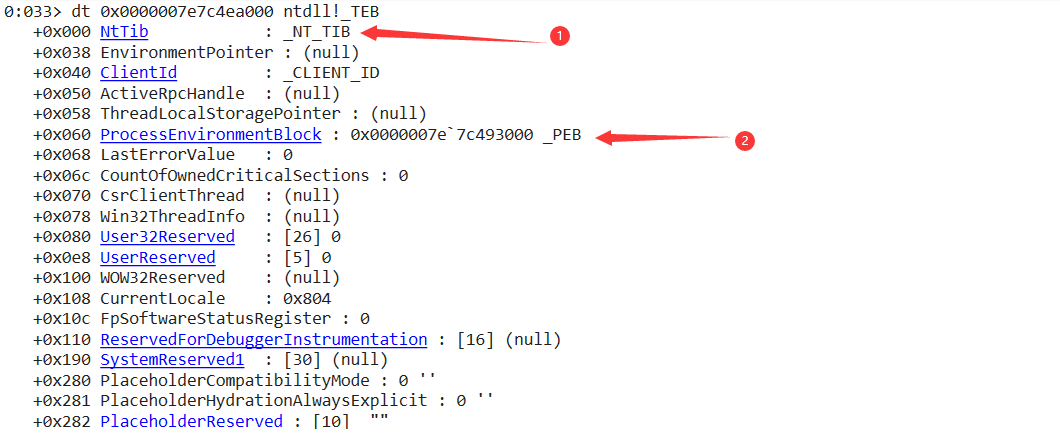 0:033> dt 0x0000007e7c4ea000 ntdll!_TEB
+0x000 NtTib : _NT_TIB 1
+0x038 EnvironmentPointer : (null)
+0x040 ClientId : _CLIENT_ID
+0x050 ActiveRpcHandle : (null)
+0x058 ThreadLocalStoragePointer : (null)
+0x060 ProcessEnvironmentBlock : 0x0000007e`7c493000 _PEB 2
+0x068 LastErrorValue : 0
+0x06c CountOfOwnedCriticalSections : 0
+0x070 CsrClientThread : (null)
+0x078 Win32ThreadInfo : (null)
+0x080 User32Reserved : [26] 0
+0x0e8 UserReserved : [5] 0
+0x100 WOW32Reserved : (null)
+0x108 CurrentLocale : 0x804
+0x10c FpSoftwareStatusRegister : 0
+0x110 ReservedForDebuggerInstrumentation : [16] (null)
+0x190 SystemReserved1 : [30] (null)
+0x280 PlaceholderCompatibilityMode : 0 ''
+0x281 PlaceholderHydrationAlwaysExplicit : 0 ''
+0x282 PlaceholderReserved : [10] ""